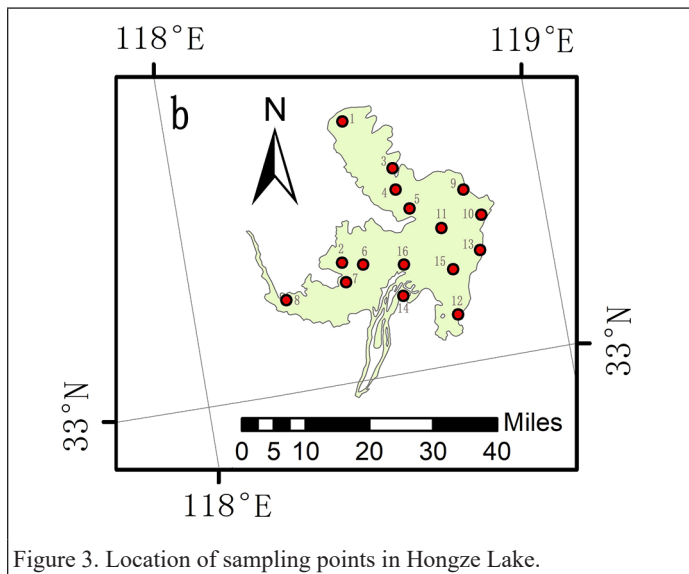 118°E 119°E
b N
1
3
4
5
9
10
11
13
2 6 16 15
7
8 14 12
33°N
33°N
Miles
0 5 10 20 30 40
118°E
Figure 3. Location of sampling points in Hongze Lake.